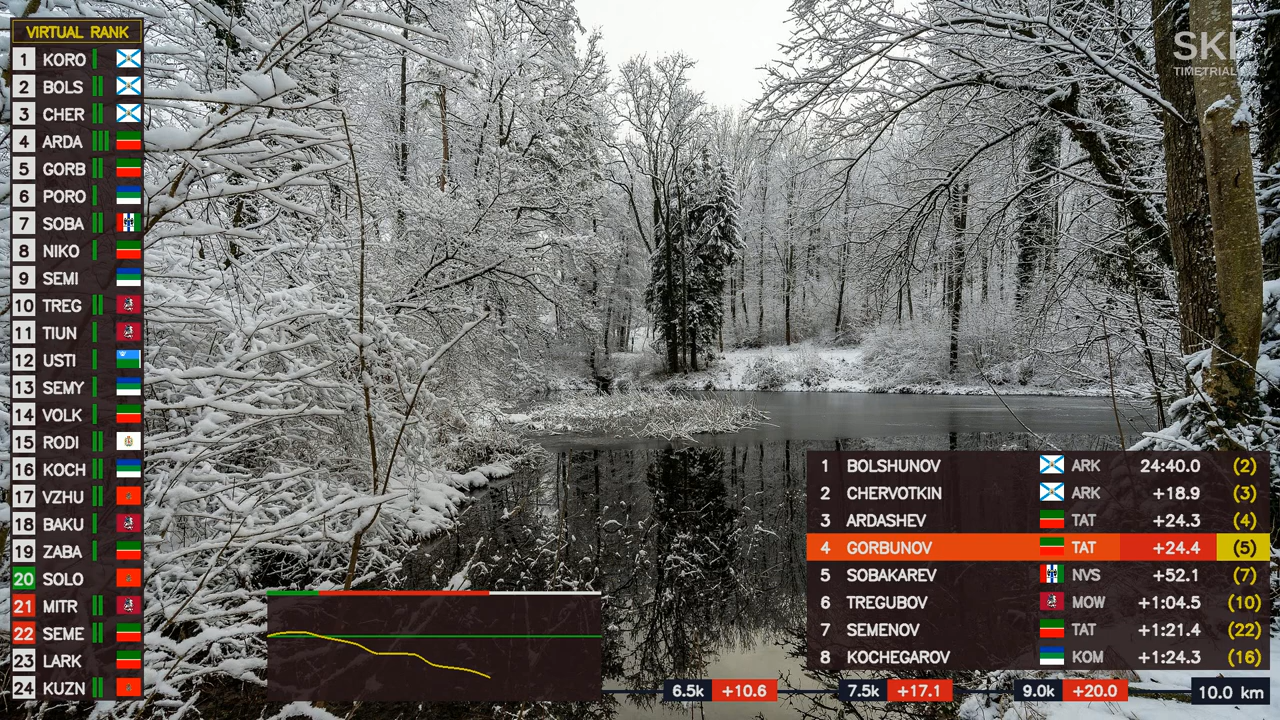 VIRTUAL RANK
1 KORO
2 BOLS
3 CHER
4 ARDA
5 GORB
6 PORO
7 SOBA
8 NIKO
9 SEMI
10 TREG
11 TIUN
12 USTI
13 SEMY
14 VOLK
15 RODI
16 KOCH
17 VZHU
18 BAKU
19 ZABA
20 SOLO
21 MITR
22 SEME
23 LARK
24 KUZN
SKI
TIMETRIAL
1 BOLSHUNOV ARK 24:40.0 (2)
2 CHERVOTKIN ARK +18.9 (3)
3 ARDASHEV TAT +24.3 (4)
4 GORBUNOV TAT +24.4 (5)
5 SOBAKAREV NVS +52.1 (7)
6 TREGUBOV MOW +1:04.5 (10)
7 SEMENOV TAT +1:21.4 (22)
8 KOCHEGAROV KOM +1:24.3 (16)
6.5k +10.6 7.5k +17.1 9.0k +20.0 10.0 km